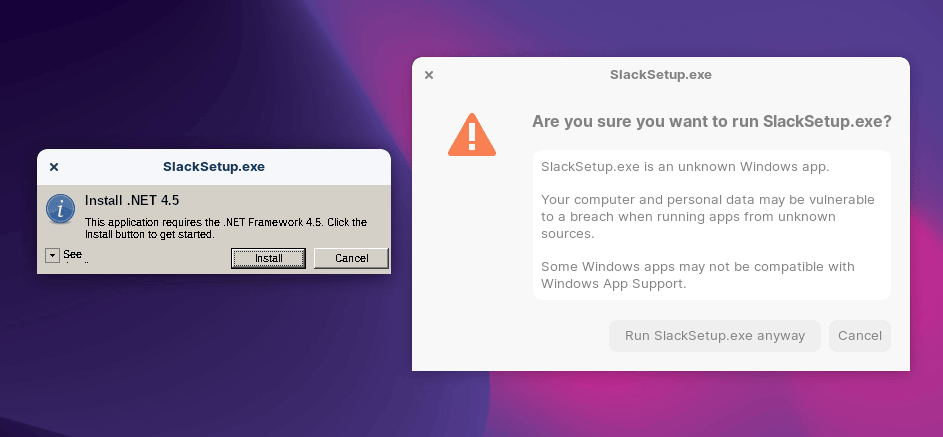 SlackSetup.exe
Install .NET 4.5
This application requires the .NET Framework 4.5. Click the
Install button to get started.
See
Install
Cancel
SlackSetup.exe
Are you sure you want to run SlackSetup.exe?
SlackSetup.exe is an unknown Windows app.
Your computer and personal data may be vulnerable
to a breach when running apps from unknown
sources.
Some Windows apps may not be compatible with
Windows App Support.
Run SlackSetup.exe anyway
Cancel